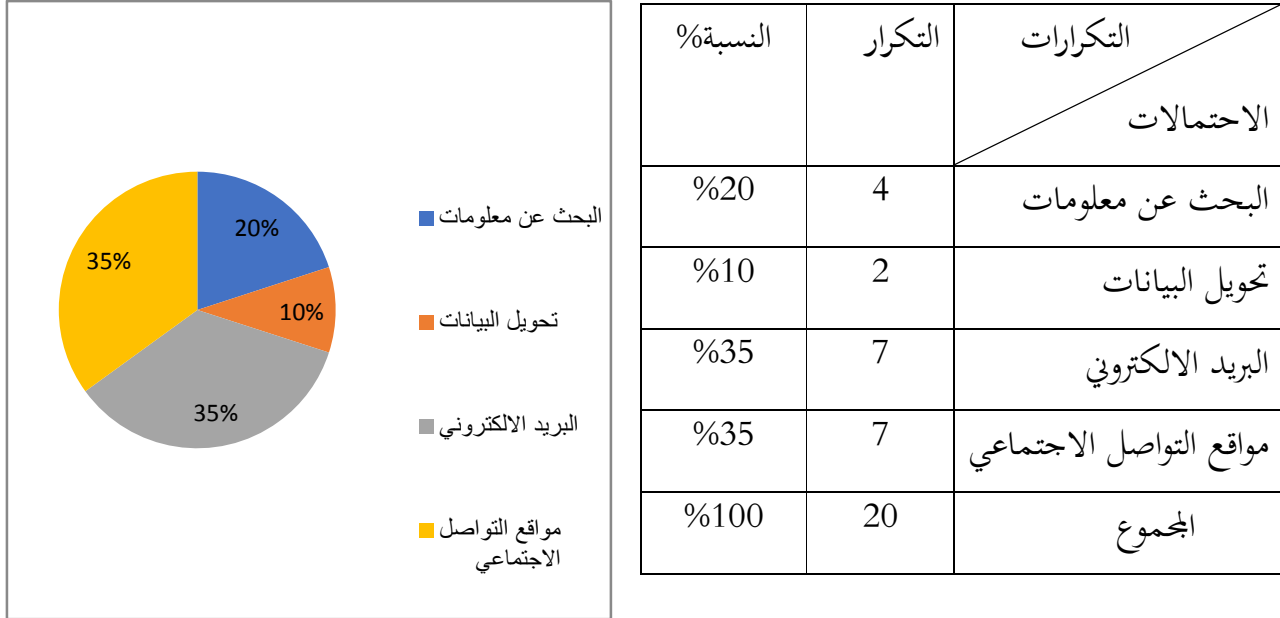 التكرارات التكرار النسبة%
الاحتمالات
البحث عن معلومات 4 %20
تحويل البيانات 2 %10
البريد الالكتروني 7 %35
مواقع التواصل الاجتماعي 7 %35
المجموع 20 %100
20%
10%
35%
35%
البحث عن معلومات
تحويل البيانات
البريد الالكتروني
مواقع التواصل
الاجتماعي